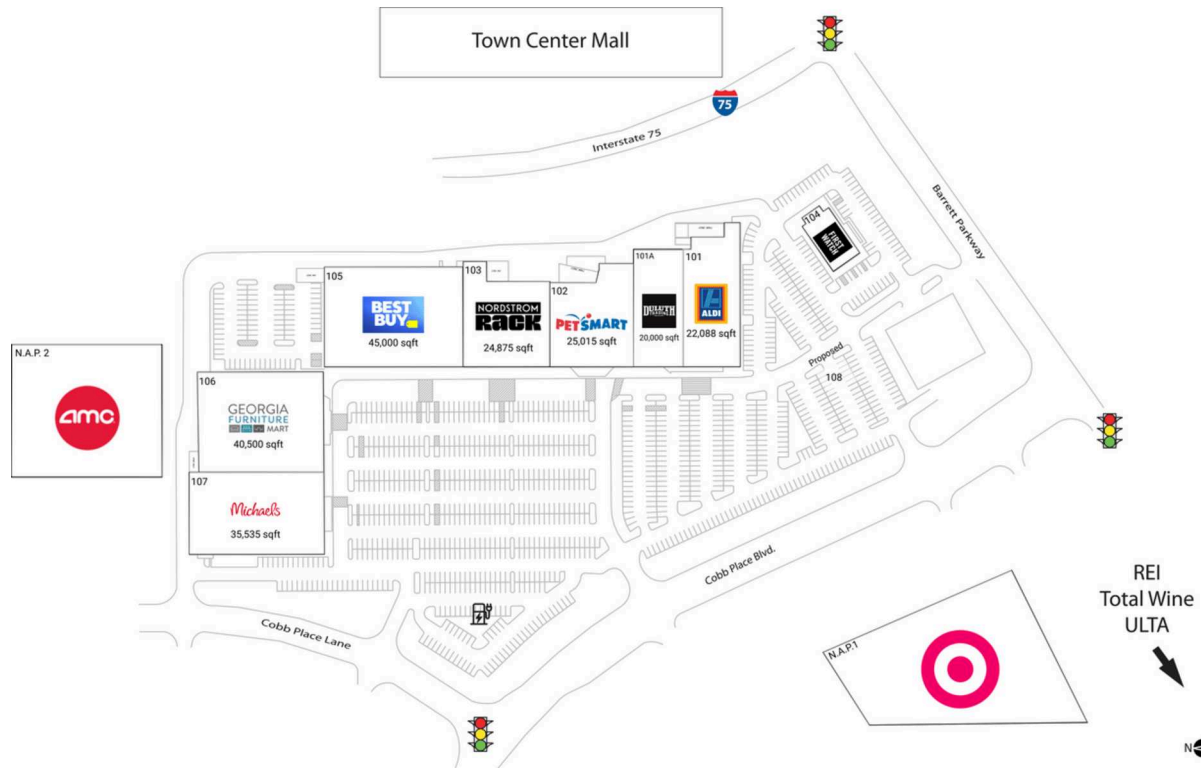 Town Center Mall
75
Interstate 75
Barrett Parkway
104
FIRST
WATCH
105
BEST
BUY
45,000 sqft
103
NORDSTROM
RACK
24,875 sqft
102
PETSMART
25,015 sqft
101A
DULUTH
20,000 sqft
101
ALDI
22,088 sqft
Proposed
108
N.A.P. 2
amc
106
GEORGIA
FURNITURE
MART
40,500 sqft
107
Michaels
35,535 sqft
Cobb Place Blvd.
Cobb Place Lane
N.A.P.1
REI
Total Wine
ULTA
N